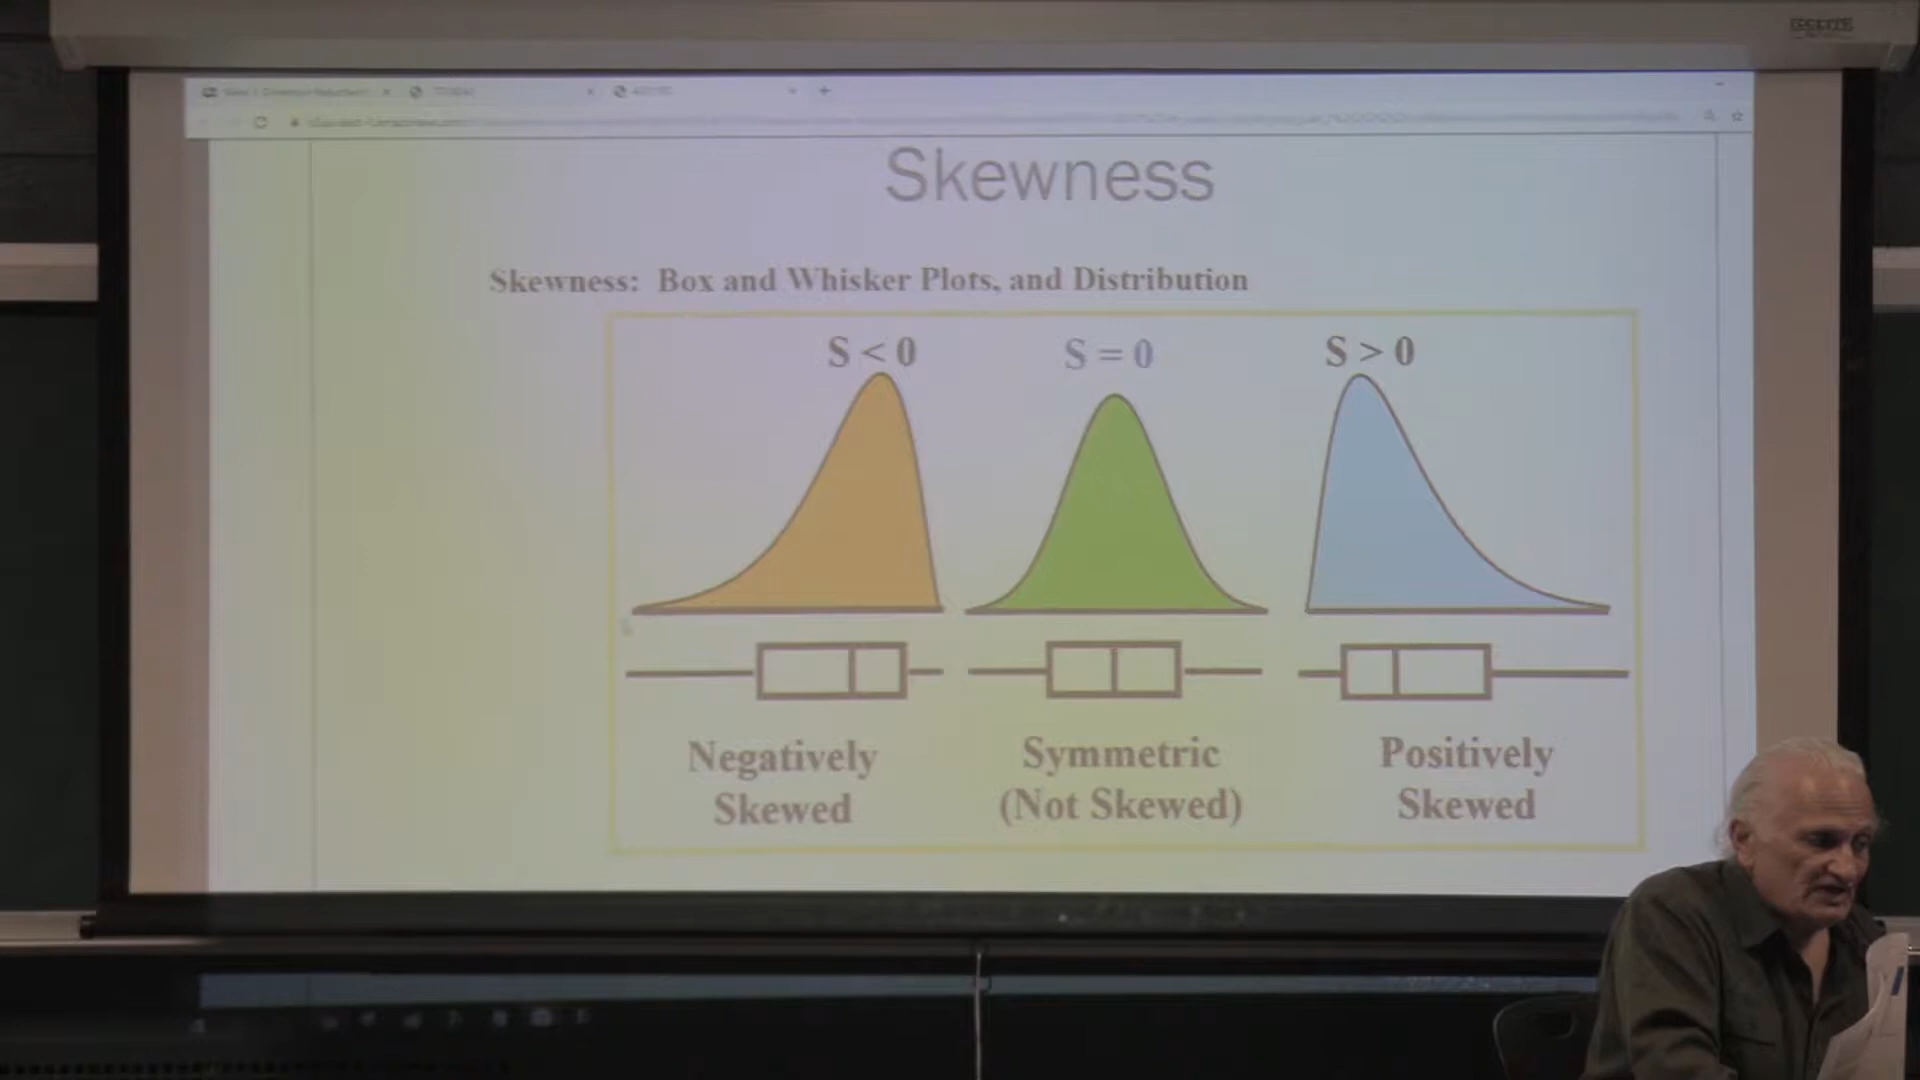 Skewness
Skewness: Box and Whisker Plots, and Distribution
S < 0
S = 0
S > 0
Negatively
Skewed
Symmetric
(Not Skewed)
Positively
Skewed